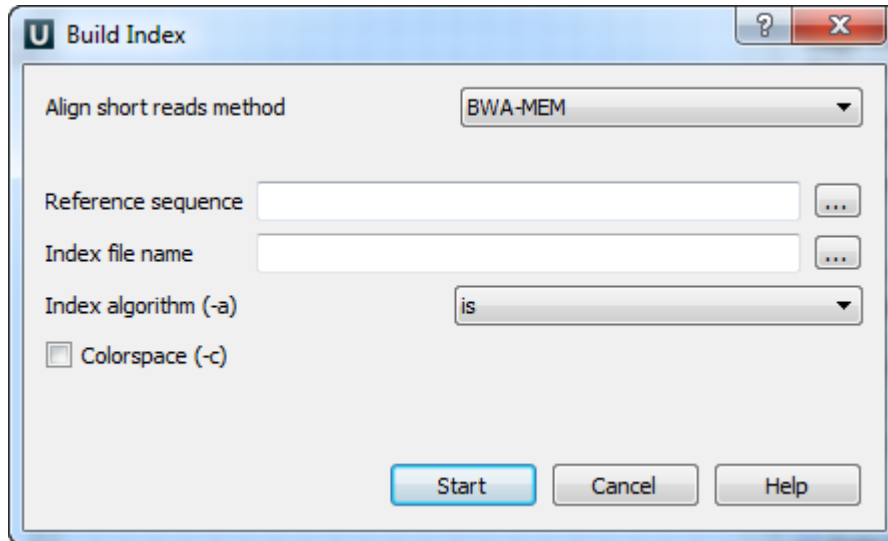 U Build Index ? X
Align short reads method BWA-MEM
Reference sequence ...
Index file name ...
Index algorithm (-a) is
Colorspace (-c)
Start Cancel Help